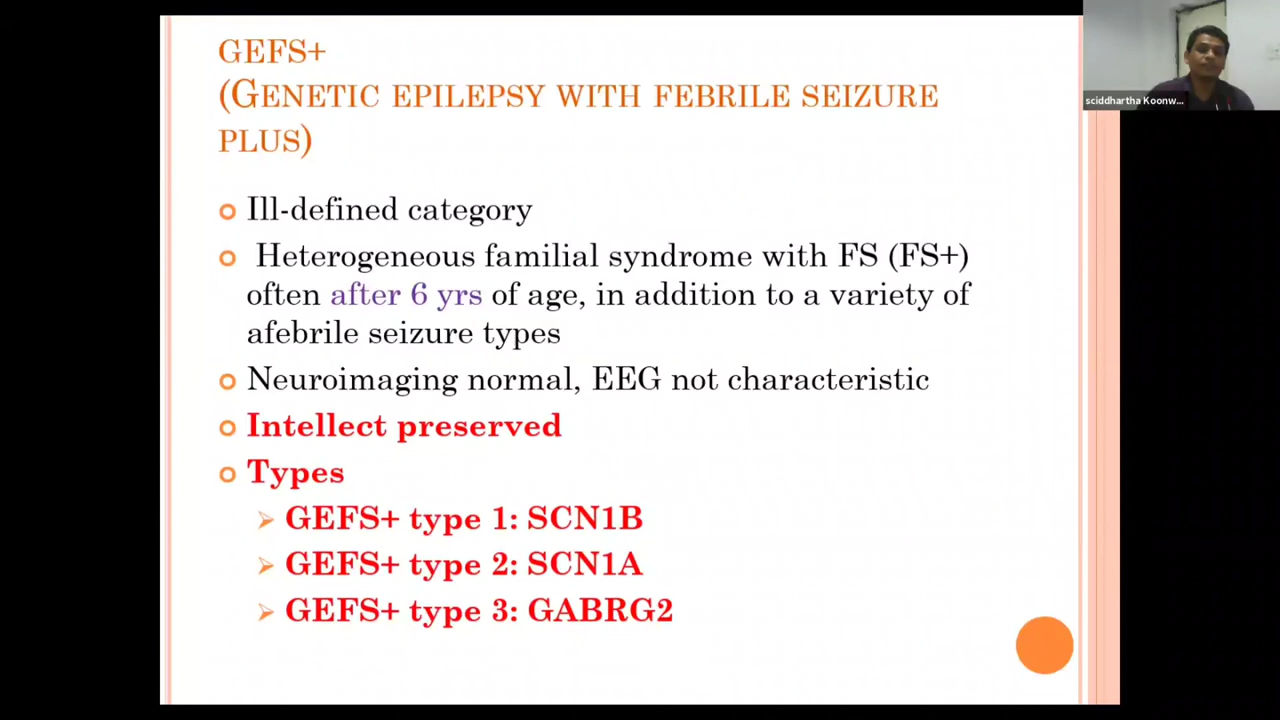 GEFS+
(GENETIC EPILEPSY WITH FEBRILE SEIZURE
PLUS)
Ill-defined category
Heterogeneous familial syndrome with FS (FS+)
often after 6 yrs of age, in addition to a variety of
afebrile seizure types
Neuroimaging normal, EEG not characteristic
Intellect preserved
Types
GEFS+ type 1: SCN1B
GEFS+ type 2: SCN1A
GEFS+ type 3: GABRG2
sciddhartha Koonw...